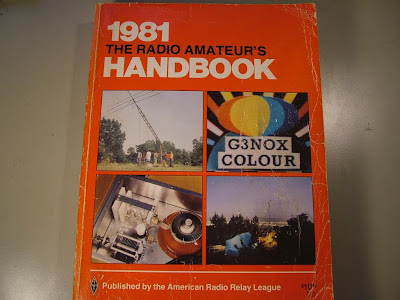 1981
THE RADIO AMATEUR'S
HANDBOOK
G3NOX
COLOUR
Published by the American Radio Relay League